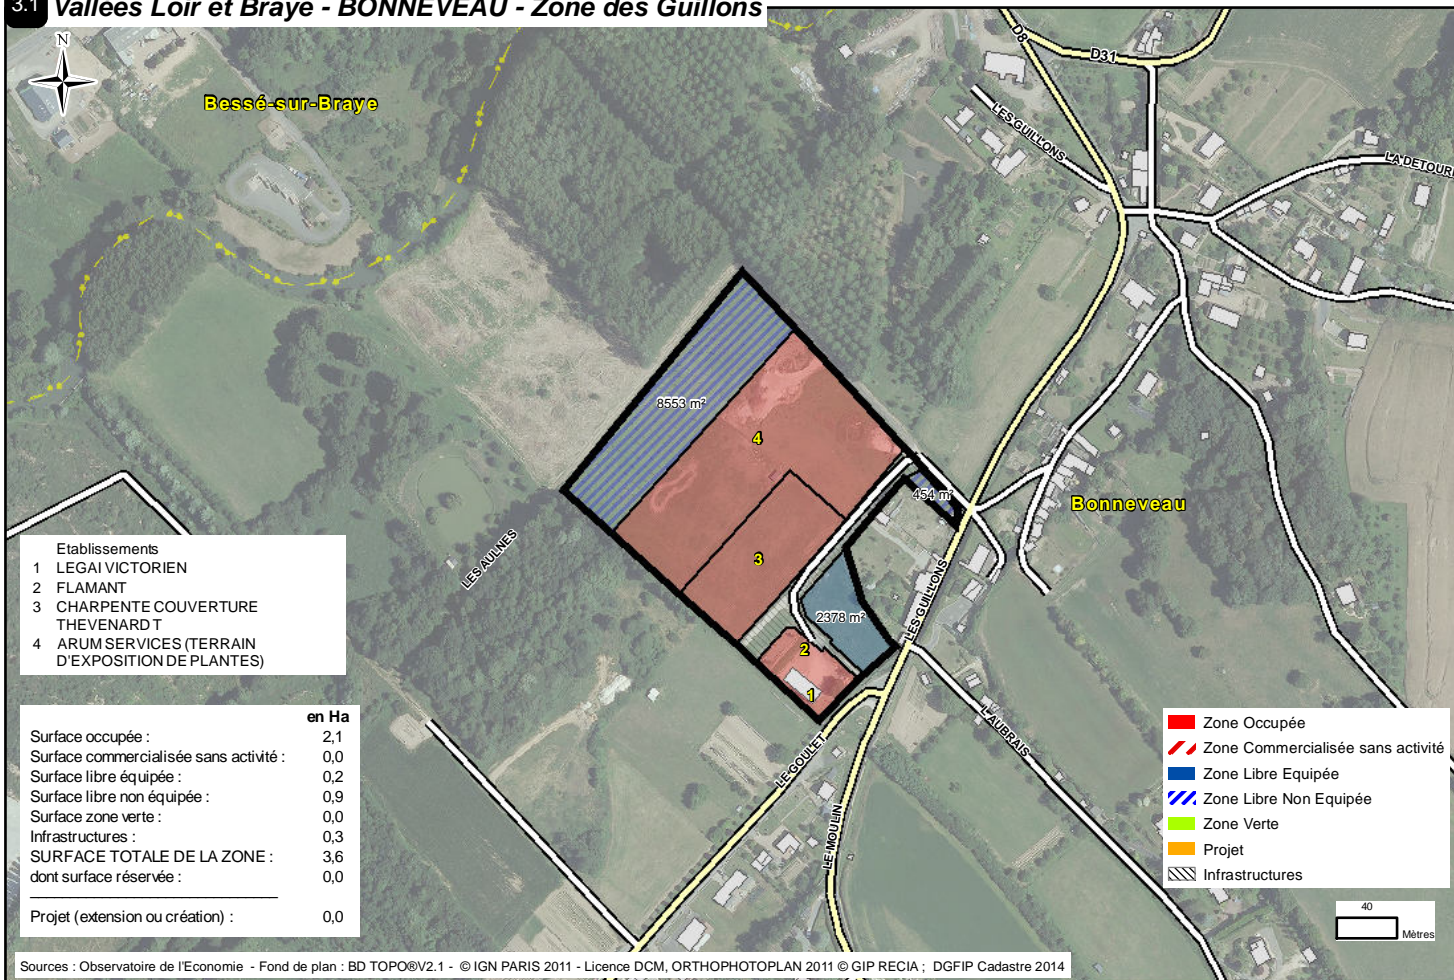 3.1 Vallées Loir et Braye - BONNEVEAU - Zone des Guillons
N
Bessé-sur-Braye
D8
D31
LES GUILLONS
LA DETOUR
8553 m²
4
454 m²
Bonneveau
3
LES AULNES
2378 m²
LES GUILLONS
2
1
L'AUBRAIS
LE GOULET
LE MOULIN
Etablissements
1 LEGAI VICTORIEN
2 FLAMANT
3 CHARPENTE COUVERTURE
THEVENARD T
4 ARUM SERVICES (TERRAIN
D'EXPOSITION DE PLANTES)
en Ha
Surface occupée : 2,1
Surface commercialisée sans activité : 0,0
Surface libre équipée : 0,2
Surface libre non équipée : 0,9
Surface zone verte : 0,0
Infrastructures : 0,3
SURFACE TOTALE DE LA ZONE : 3,6
dont surface réservée : 0,0
Projet (extension ou création) : 0,0
Zone Occupée
Zone Commercialisée sans activité
Zone Libre Equipée
Zone Libre Non Equipée
Zone Verte
Projet
Infrastructures
40
Mètres
Sources : Observatoire de l'Economie - Fond de plan : BD TOPO®V2.1 - © IGN PARIS 2011 - Licence DCM, ORTHOPHOTOPLAN 2011 © GIP RECIA ; DGFIP Cadastre 2014